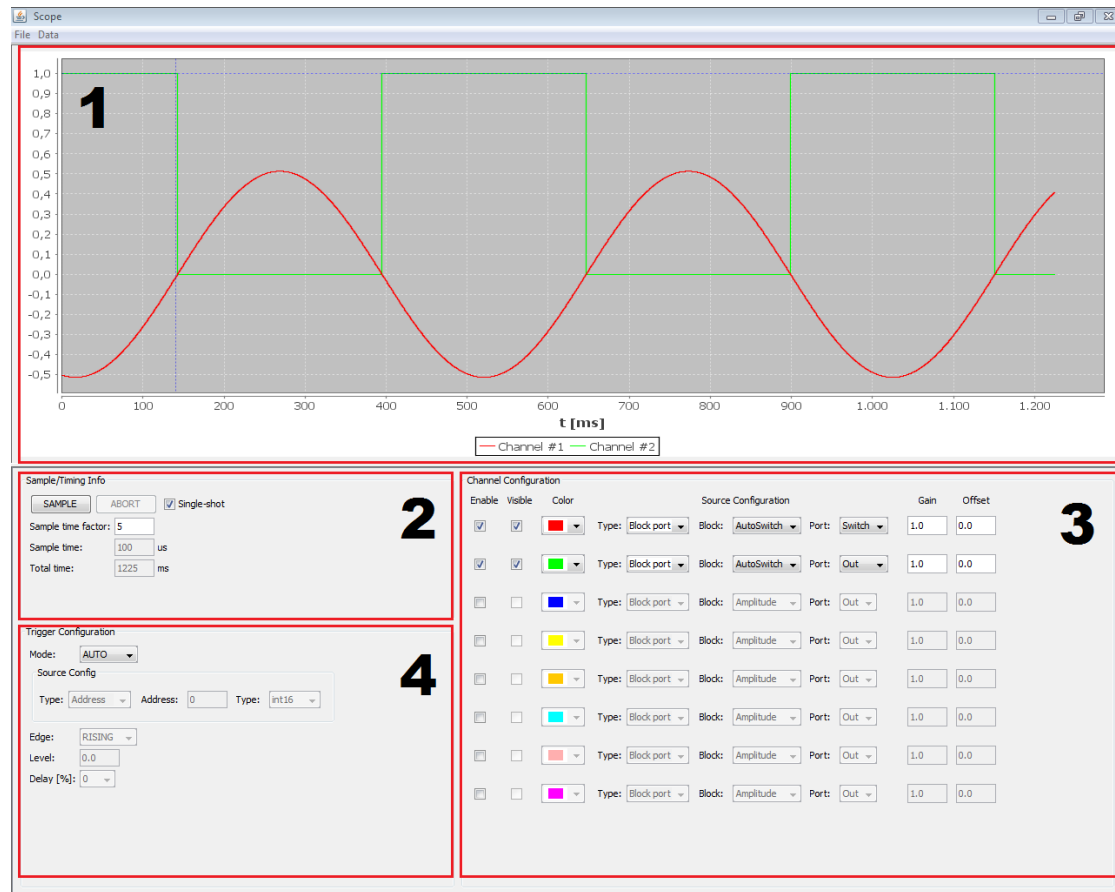 Scope
File Data
1
1,0
0,9
0,8
0,7
0,6
0,5
0,4
0,3
0,2
0,1
0,0
-0,1
-0,2
-0,3
-0,4
-0,5
0 100 200 300 400 500 600 700 800 900 1.000 1.100 1.200
t [ms]
Channel #1 Channel #2
Sample/Timing Info
SAMPLE ABORT Single-shot
Sample time factor: 5
Sample time: 100 us
Total time: 1225 ms
2
Channel Configuration
Enable Visible Color Source Configuration Gain Offset
Type: Block port Block: AutoSwitch Port: Switch 1.0 0.0
Type: Block port Block: AutoSwitch Port: Out 1.0 0.0
Type: Block port Block: Amplitude Port: Out 1.0 0.0
Type: Block port Block: Amplitude Port: Out 1.0 0.0
Type: Block port Block: Amplitude Port: Out 1.0 0.0
Type: Block port Block: Amplitude Port: Out 1.0 0.0
Type: Block port Block: Amplitude Port: Out 1.0 0.0
Type: Block port Block: Amplitude Port: Out 1.0 0.0
3
Trigger Configuration
Mode: AUTO
Source Config
Type: Address Address: 0 Type: int16
Edge: RISING
Level: 0.0
Delay [%]: 0
4